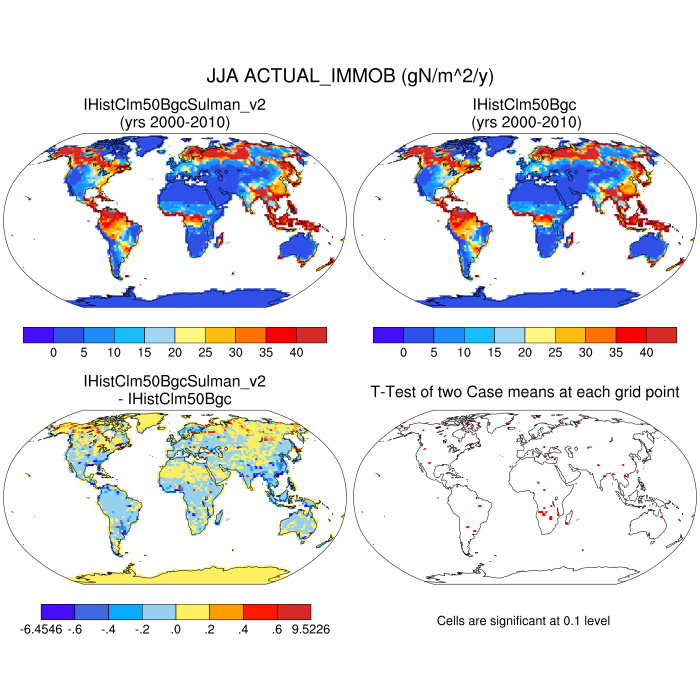 JJA ACTUAL_IMMOB (gN/m^2/y)
IHistClm50BgcSulman_v2
(yrs 2000-2010)
IHistClm50Bgc
(yrs 2000-2010)
0 5 10 15 20 25 30 35 40
0 5 10 15 20 25 30 35 40
IHistClm50BgcSulman_v2
- IHistClm50Bgc
T-Test of two Case means at each grid point
-6.4546 -.6 -.4 -.2 .0 .2 .4 .6 9.5226
Cells are significant at 0.1 level